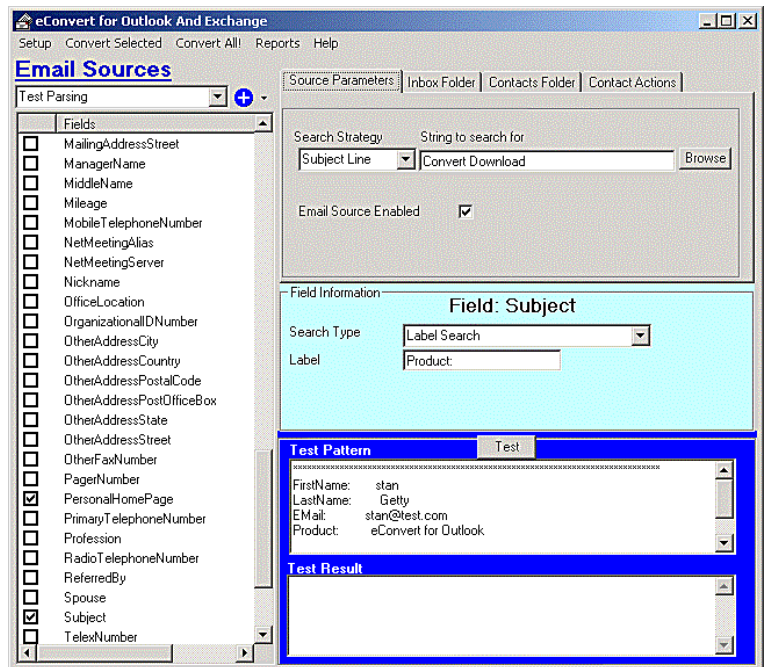 eConvert for Outlook And Exchange
Setup Convert Selected Convert All! Reports Help
Email Sources
Test Parsing
Fields
MailingAddressStreet
ManagerName
MiddleName
Mileage
MobileTelephoneNumber
NetMeetingAlias
NetMeetingServer
Nickname
OfficeLocation
OrganizationalIDNumber
OtherAddressCity
OtherAddressCountry
OtherAddressPostalCode
OtherAddressPostOfficeBox
OtherAddressState
OtherAddressStreet
OtherFaxNumber
PagerNumber
PersonalHomePage
PrimaryTelephoneNumber
Profession
RadioTelephoneNumber
ReferredBy
Spouse
Subject
TelexNumber
Source Parameters Inbox Folder Contacts Folder Contact Actions
Search Strategy String to search for
Subject Line Convert Download Browse
Email Source Enabled
Field Information
Field: Subject
Search Type Label Search
Label Product:
Test Pattern Test
FirstName: stan
LastName: Getty
EMail: stan@test.com
Product: eConvert for Outlook
Test Result